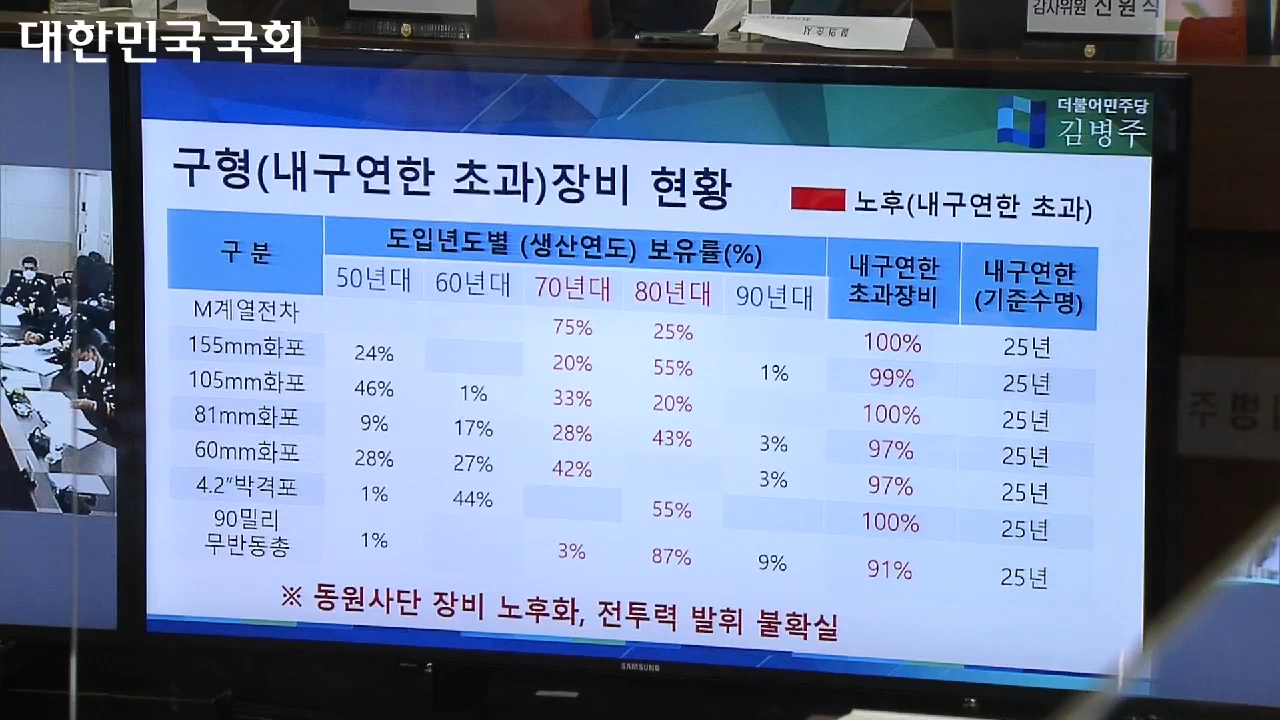 대한민국국회
감사위원 신원식
질의순서
더불어민주당
김병주
구형(내구연한 초과)장비 현황
노후(내구연한 초과)
구 분 도입년도별 (생산연도) 보유률(%) 내구연한 초과장비 내구연한 (기준수명)
50년대 60년대 70년대 80년대 90년대
M계열전차 75% 25% 100% 25년
155mm화포 24% 20% 55% 1% 99% 25년
105mm화포 46% 1% 33% 20% 100% 25년
81mm화포 9% 17% 28% 43% 3% 97% 25년
60mm화포 28% 27% 42% 3% 97% 25년
4.2″박격포 1% 44% 55% 100% 25년
90밀리 무반동총 1% 3% 87% 9% 91% 25년
※ 동원사단 장비 노후화, 전투력 발휘 불확실
SAMSUNG
병주